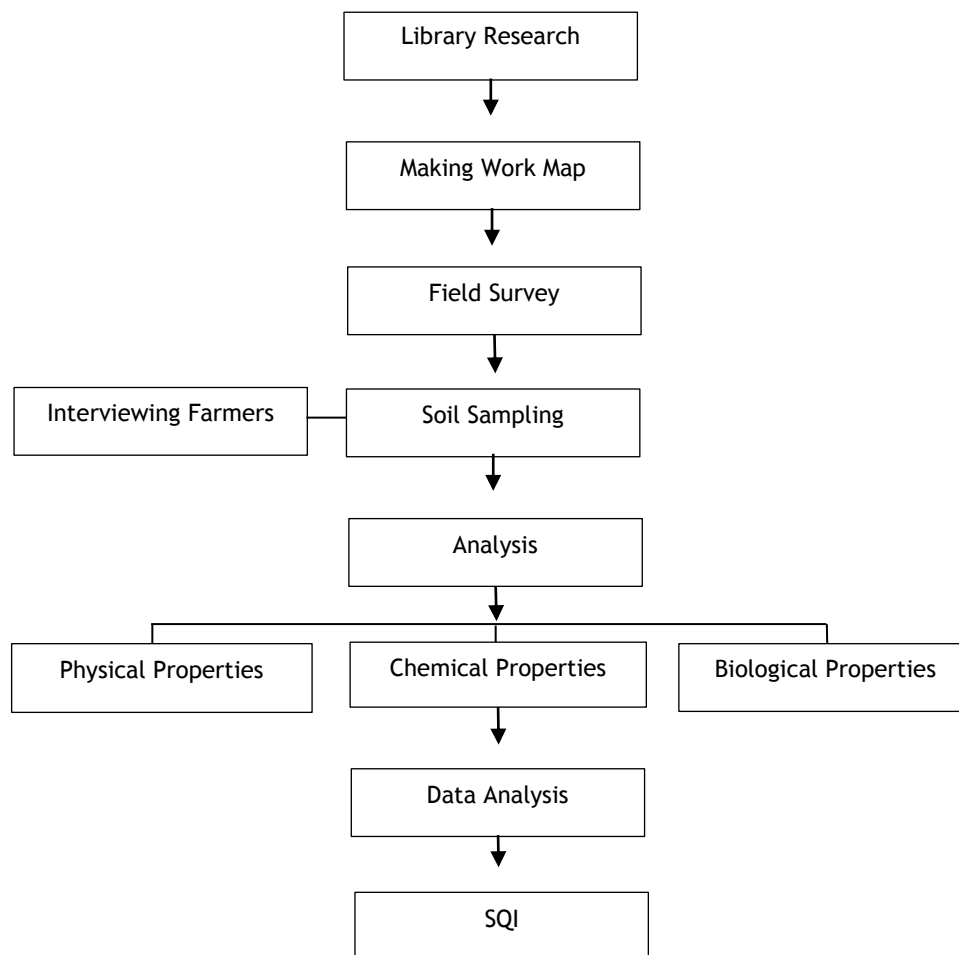 Library Research
Making Work Map
Field Survey
Interviewing Farmers
Soil Sampling
Analysis
Physical Properties
Chemical Properties
Biological Properties
Data Analysis
SQI